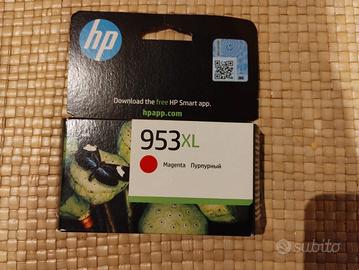 hp
Download the free HP Smart app.
hpapp.com
953XL
Magenta Пурпурный
subito